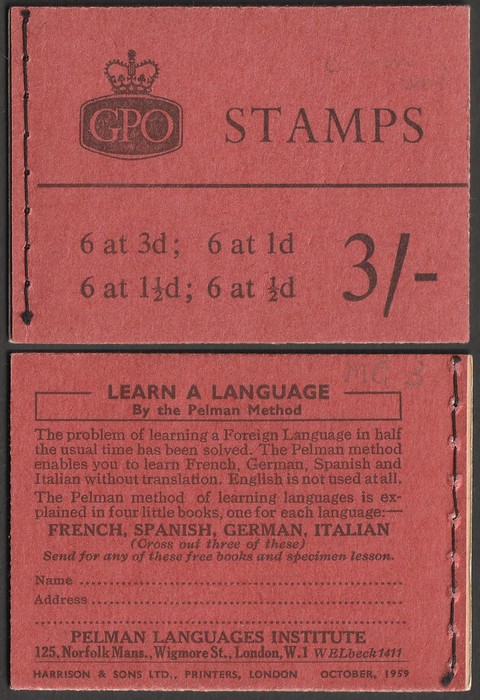 GPO STAMPS
6 at 3d; 6 at 1d
6 at 1½d; 6 at ½d
3/-
MG-3
LEARN A LANGUAGE
By the Pelman Method
The problem of learning a Foreign Language in half
the usual time has been solved. The Pelman method
enables you to learn French, German, Spanish and
Italian without translation. English is not used at all.
The Pelman method of learning languages is ex-
plained in four little books, one for each language:—
FRENCH, SPANISH, GERMAN, ITALIAN
(Cross out three of these)
Send for any of these free books and specimen lesson.
Name
Address
PELMAN LANGUAGES INSTITUTE
125, Norfolk Mans., Wigmore St., London, W.1 WELbeck 1411
HARRISON & SONS LTD., PRINTERS, LONDON OCTOBER, 1959